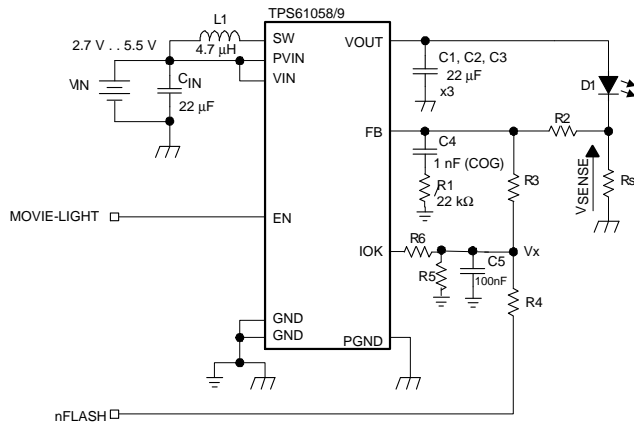 TPS61058/9
L1
4.7 µH
SW
PVIN
VIN
VOUT
2.7 V . . 5.5 V
VIN
CIN
22 µF
C1, C2, C3
22 µF
x3
D1
R2
FB
C4
1 nF (COG)
R1
22 kΩ
R3
VSENSE
Rs
MOVIE-LIGHT
EN
IOK
R6
R5
C5
100nF
Vx
R4
GND
GND
PGND
nFLASH